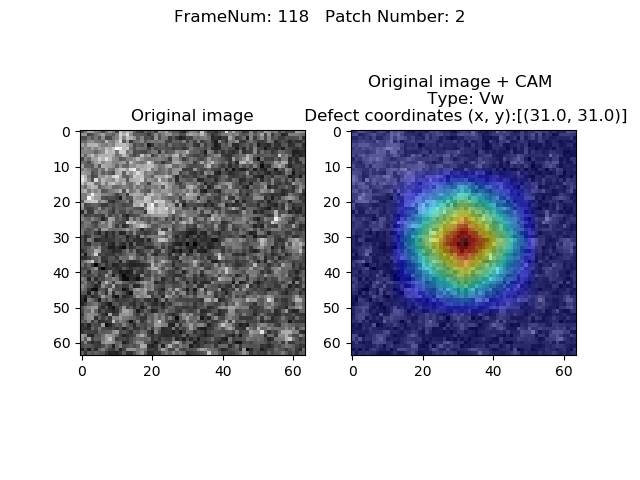 FrameNum: 118   Patch Number: 2
Original image
0
10
20
30
40
50
60
0 20 40 60
Original image + CAM
Type: Vw
Defect coordinates (x, y):[(31.0, 31.0)]
0
10
20
30
40
50
60
0 20 40 60